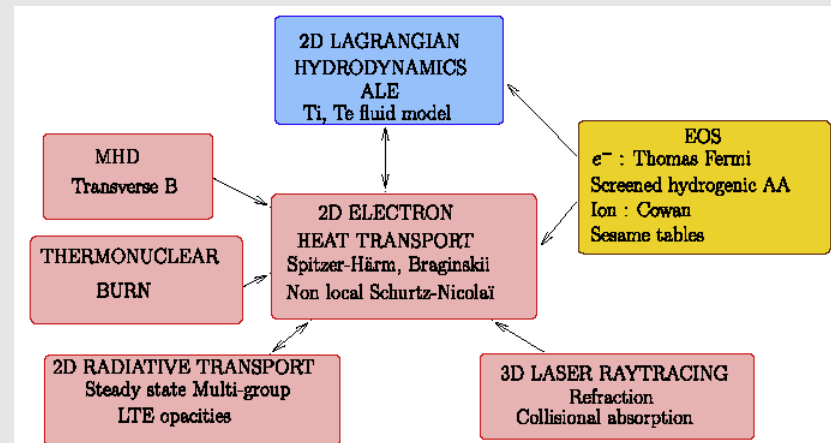 2D LAGRANGIAN
HYDRODYNAMICS
ALE
Ti, Te fluid model
EOS
e⁻ : Thomas Fermi
Screened hydrogenic AA
Ion : Cowan
Sesame tables
MHD
Transverse B
2D ELECTRON
HEAT TRANSPORT
Spitzer-Härm, Braginskii
Non local Schurtz-Nicolaï
THERMONUCLEAR
BURN
2D RADIATIVE TRANSPORT
Steady state Multi-group
LTE opacities
3D LASER RAYTRACING
Refraction
Collisional absorption